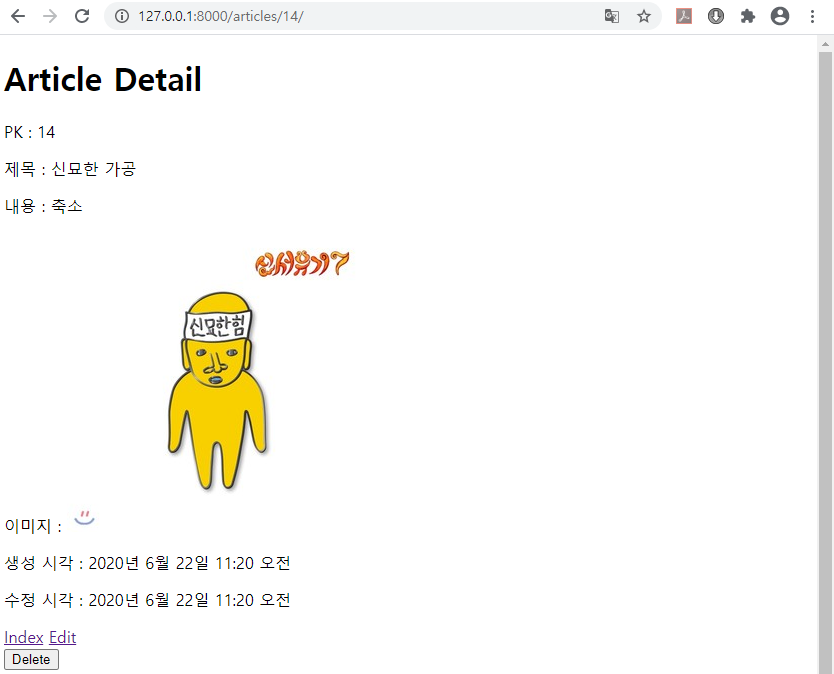 127.0.0.1:8000/articles/14/
Article Detail
PK : 14
제목 : 신묘한 가공
내용 : 축소
신서유기7
신묘한힘
이미지 :
생성 시각 : 2020년 6월 22일 11:20 오전
수정 시각 : 2020년 6월 22일 11:20 오전
Index Edit
Delete